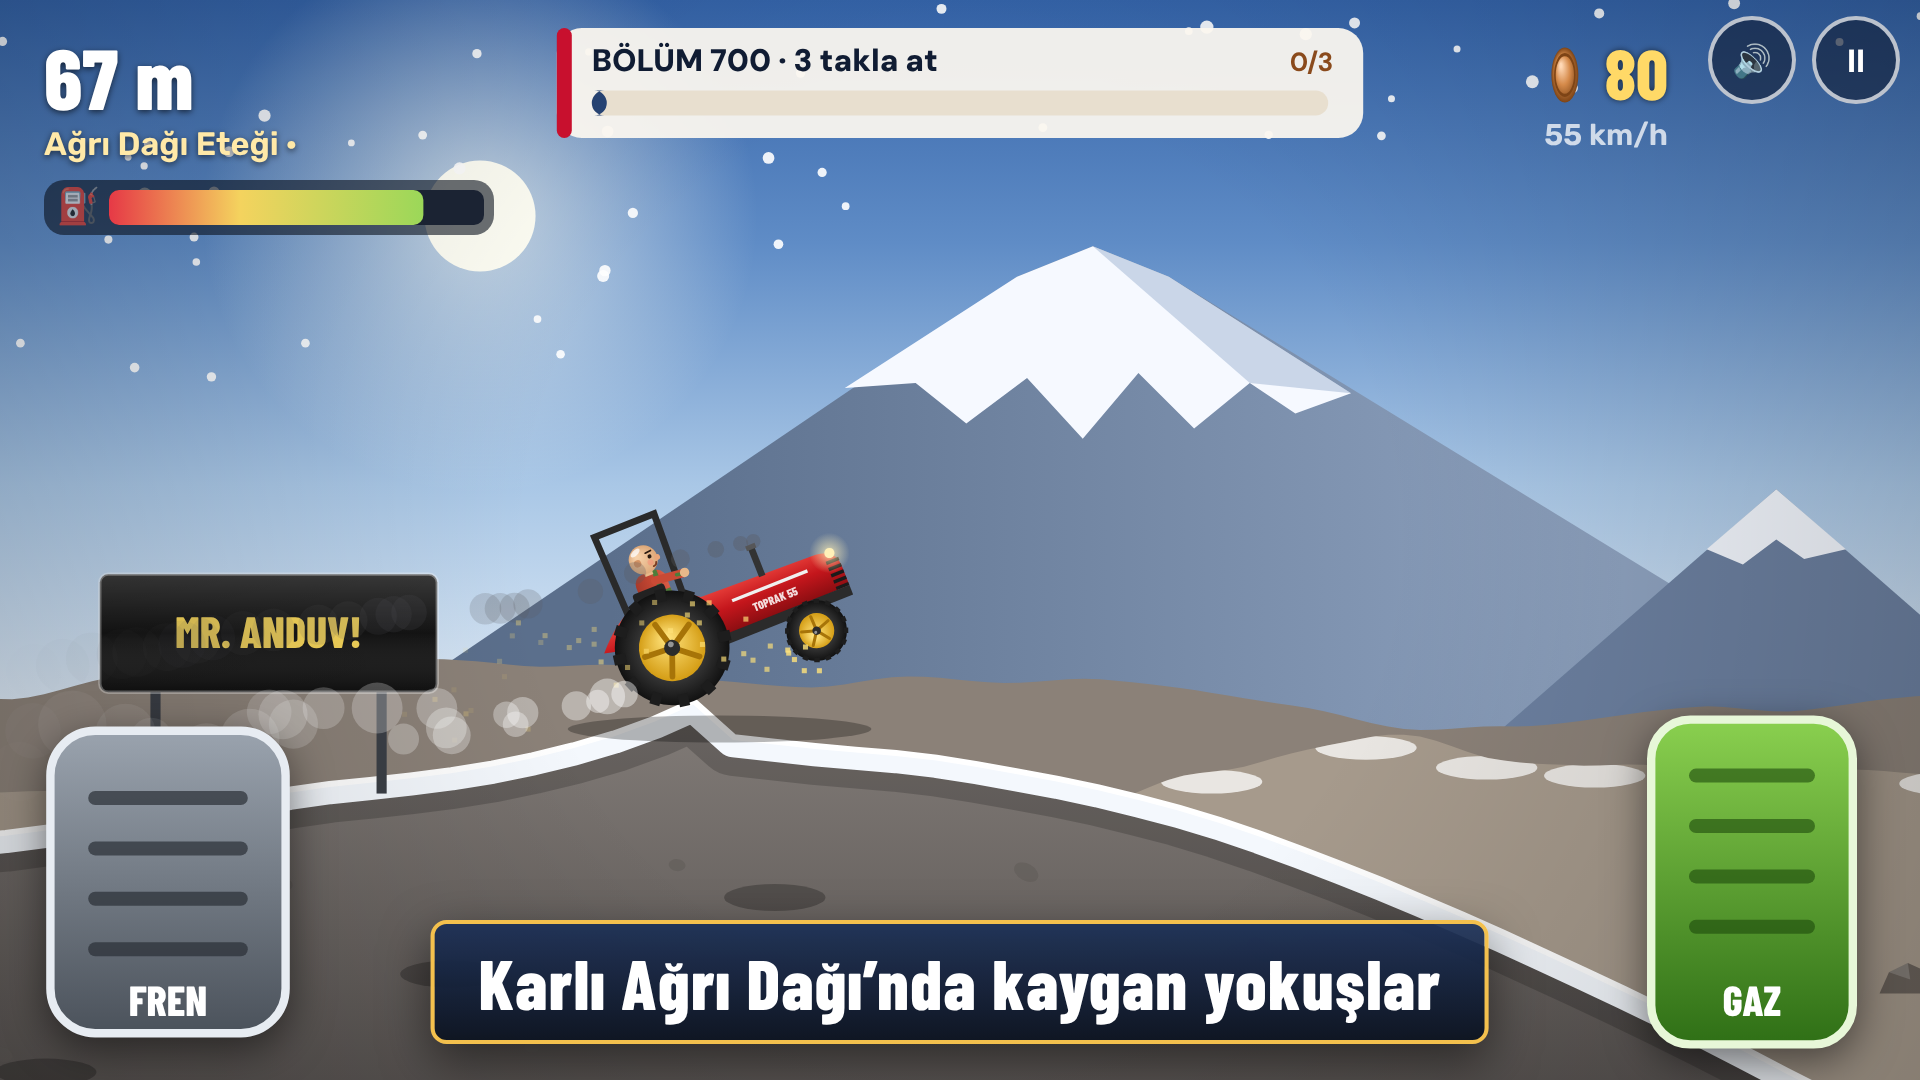 67 m
Ağrı Dağı Eteği •
BÖLÜM 700 · 3 takla at
0/3
80
55 km/h
MR. ANDUV!
TOPRAK 55
FREN
Karlı Ağrı Dağı’nda kaygan yokuşlar
GAZ